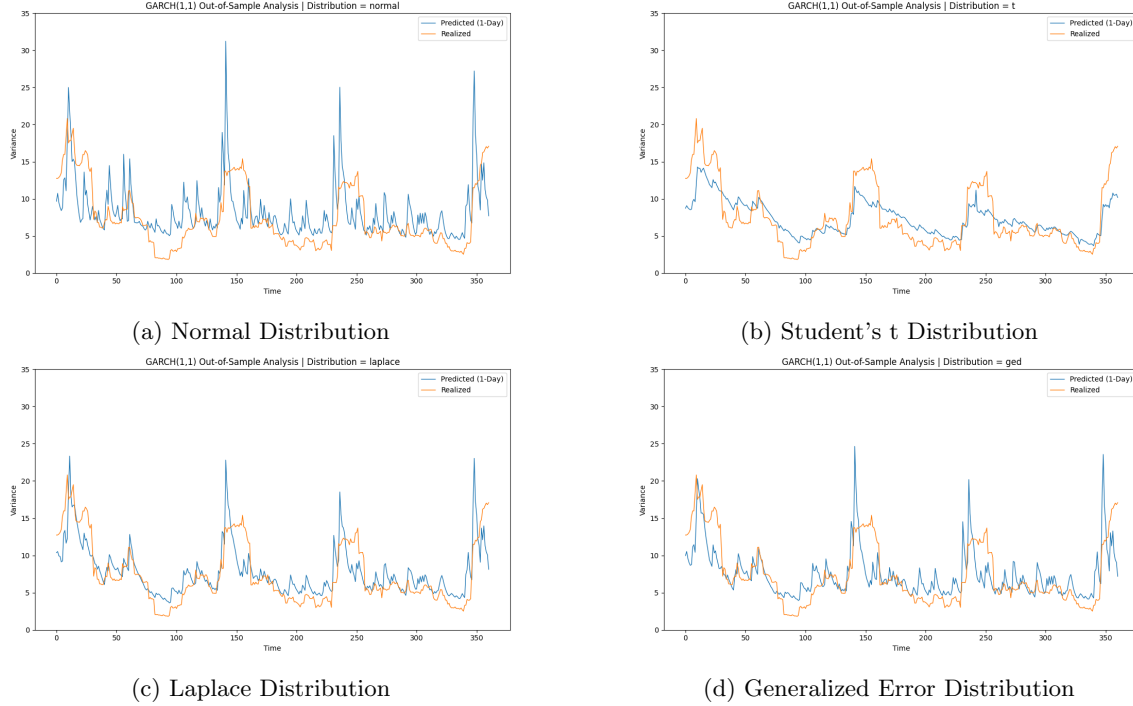 GARCH(1,1) Out-of-Sample Analysis | Distribution = normal
Predicted (1-Day)
Realized
35
30
25
20
15
10
5
0
Variance
0 50 100 150 200 250 300 350
Time
(a) Normal Distribution
GARCH(1,1) Out-of-Sample Analysis | Distribution = t
Predicted (1-Day)
Realized
35
30
25
20
15
10
5
0
Variance
0 50 100 150 200 250 300 350
Time
(b) Student's t Distribution
GARCH(1,1) Out-of-Sample Analysis | Distribution = laplace
Predicted (1-Day)
Realized
35
30
25
20
15
10
5
0
Variance
0 50 100 150 200 250 300 350
Time
(c) Laplace Distribution
GARCH(1,1) Out-of-Sample Analysis | Distribution = ged
Predicted (1-Day)
Realized
35
30
25
20
15
10
5
0
Variance
0 50 100 150 200 250 300 350
Time
(d) Generalized Error Distribution